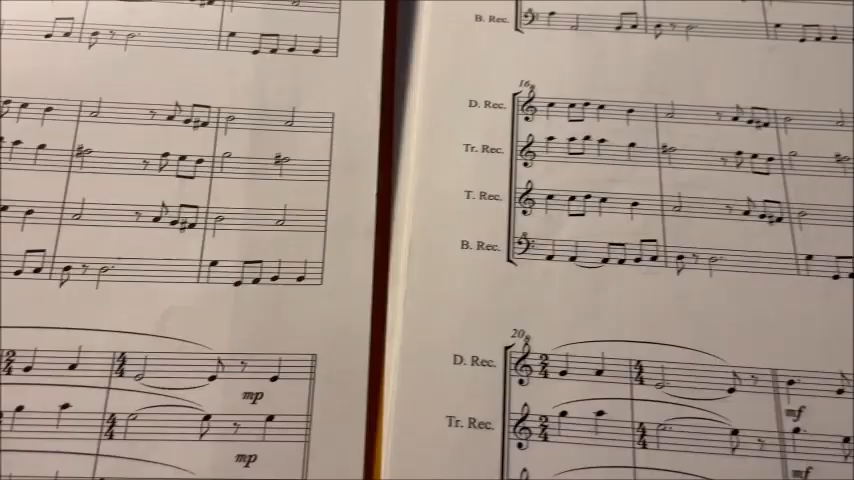 mp
mp
B. Rec.
16
D. Rec.
Tr. Rec.
T. Rec.
B. Rec.
20
D. Rec.
mf
Tr. Rec.
mf